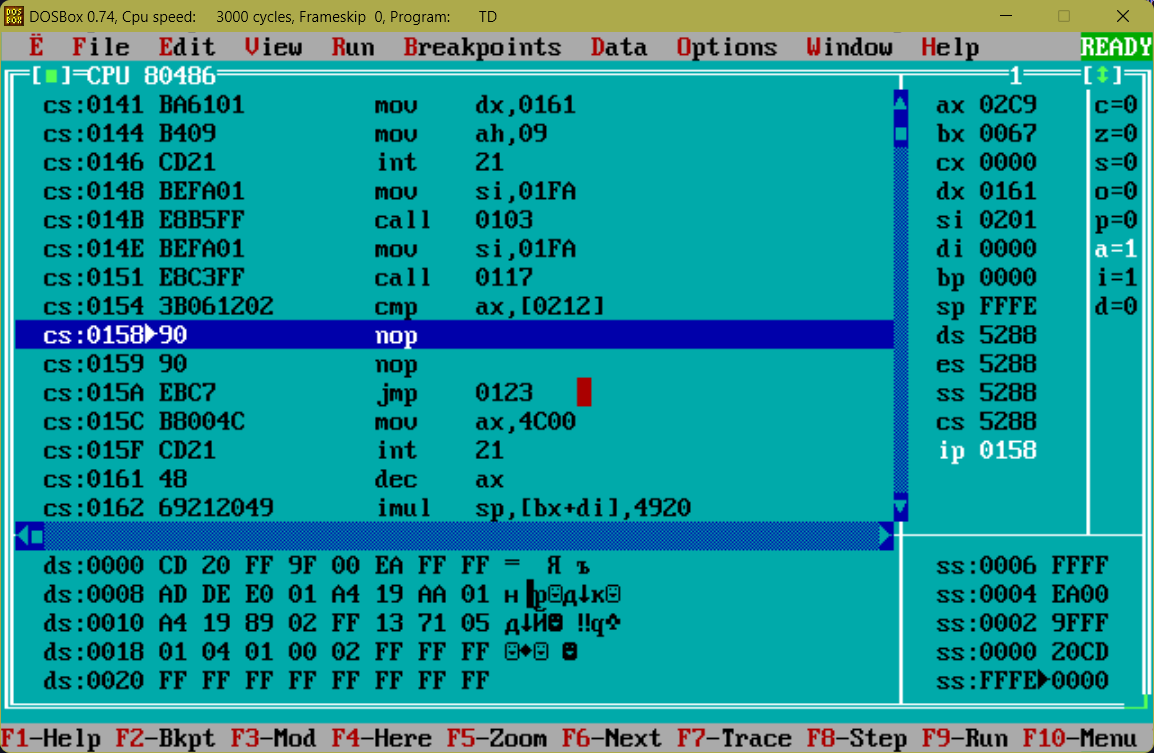 DOSBox 0.74, Cpu speed: 3000 cycles, Frameskip 0, Program: TD
Ë File Edit View Run Breakpoints Data Options Window Help READY
[■]=CPU 80486 1 [↕]
cs:0141 BA6101 mov dx,0161 ax 02C9 c=0
cs:0144 B409 mov ah,09 bx 0067 z=0
cs:0146 CD21 int 21 cx 0000 s=0
cs:0148 BEFA01 mov si,01FA dx 0161 o=0
cs:014B E8B5FF call 0103 si 0201 p=0
cs:014E BEFA01 mov si,01FA di 0000 a=1
cs:0151 E8C3FF call 0117 bp 0000 i=1
cs:0154 3B061202 cmp ax,[0212] sp FFFE d=0
cs:0158▶90 nop ds 5288
cs:0159 90 nop es 5288
cs:015A EBC7 jmp 0123 ss 5288
cs:015C B8004C mov ax,4C00 cs 5288
cs:015F CD21 int 21 ip 0158
cs:0161 48 dec ax
cs:0162 69212049 imul sp,[bx+di],4920
ds:0000 CD 20 FF 9F 00 EA FF FF = Я ъ ss:0006 FFFF
ds:0008 AD DE E0 01 A4 19 AA 01 н▐р☺д↓к☺ ss:0004 EA00
ds:0010 A4 19 89 02 FF 13 71 05 д↓Й☻ ‼q♣ ss:0002 9FFF
ds:0018 01 04 01 00 02 FF FF FF ☺♦☺ ☻ ss:0000 20CD
ds:0020 FF FF FF FF FF FF FF FF ss:FFFE▶0000
F1-Help F2-Bkpt F3-Mod F4-Here F5-Zoom F6-Next F7-Trace F8-Step F9-Run F10-Menu